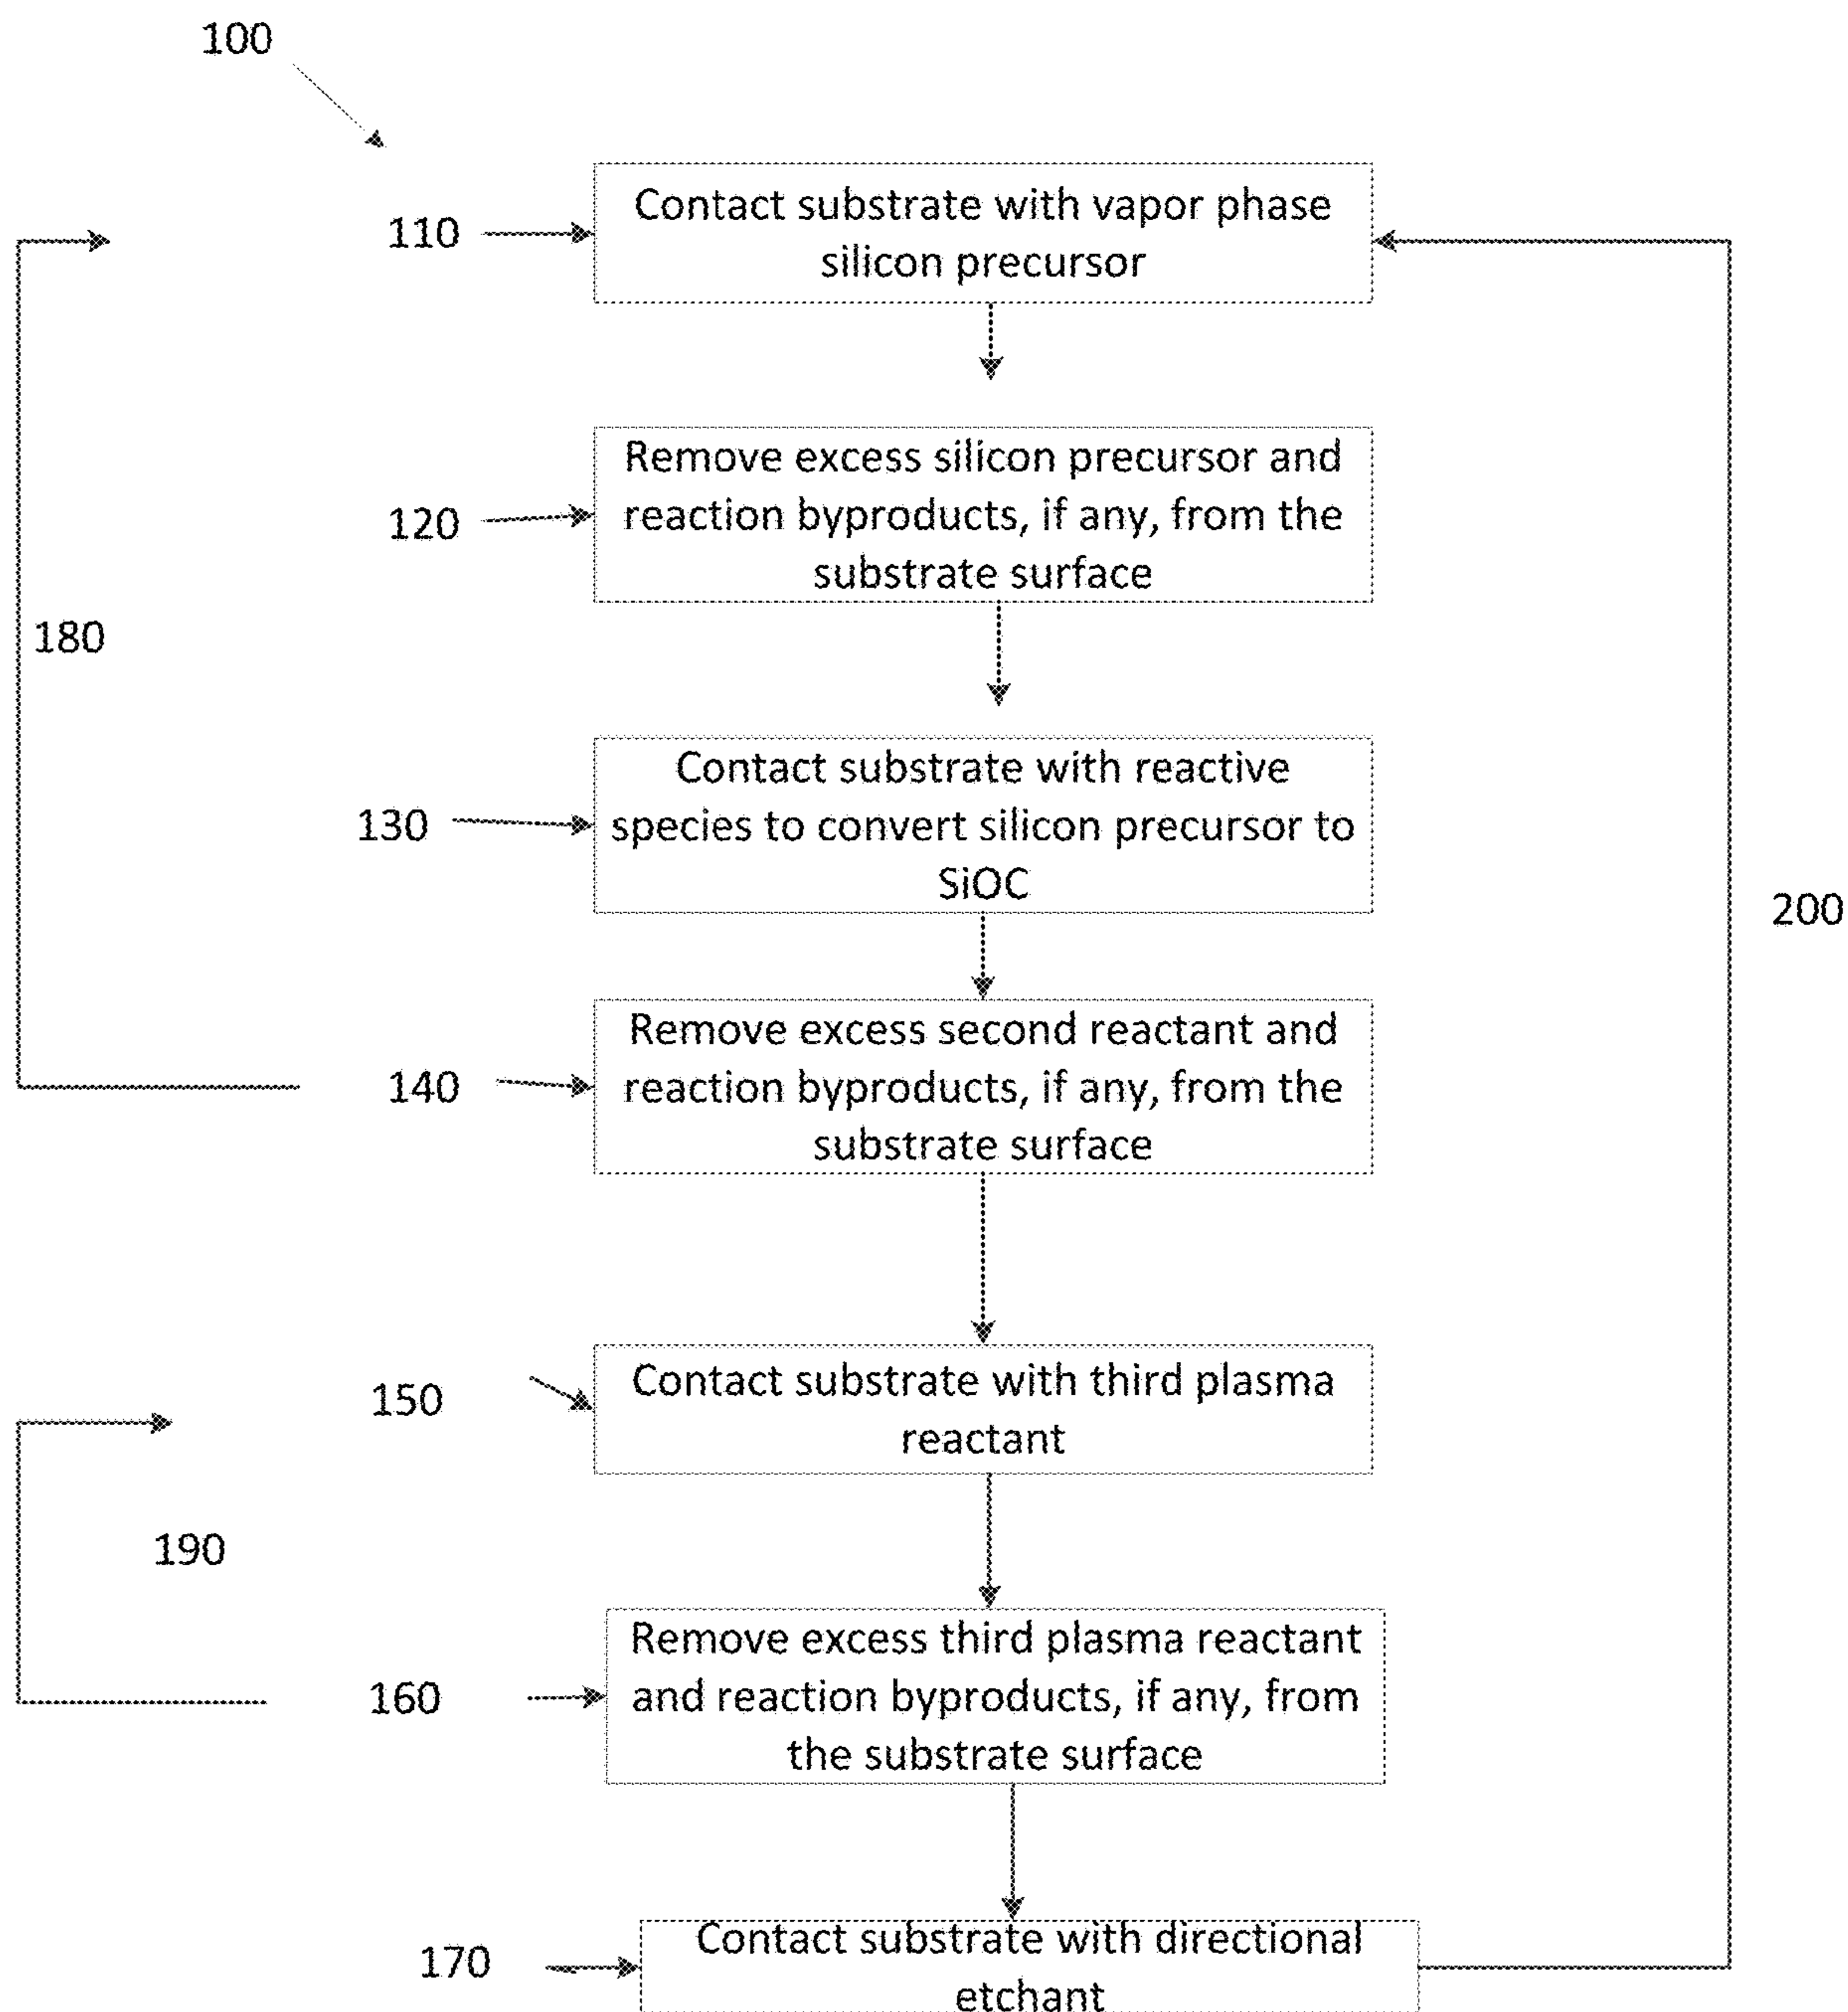 100
110
Contact substrate with vapor phase
silicon precursor
120
Remove excess silicon precursor and
reaction byproducts, if any, from the
substrate surface
180
130
Contact substrate with reactive
species to convert silicon precursor to
SiOC
200
140
Remove excess second reactant and
reaction byproducts, if any, from the
substrate surface
150
Contact substrate with third plasma
reactant
190
160
Remove excess third plasma reactant
and reaction byproducts, if any, from
the substrate surface
170
Contact substrate with directional
etchant